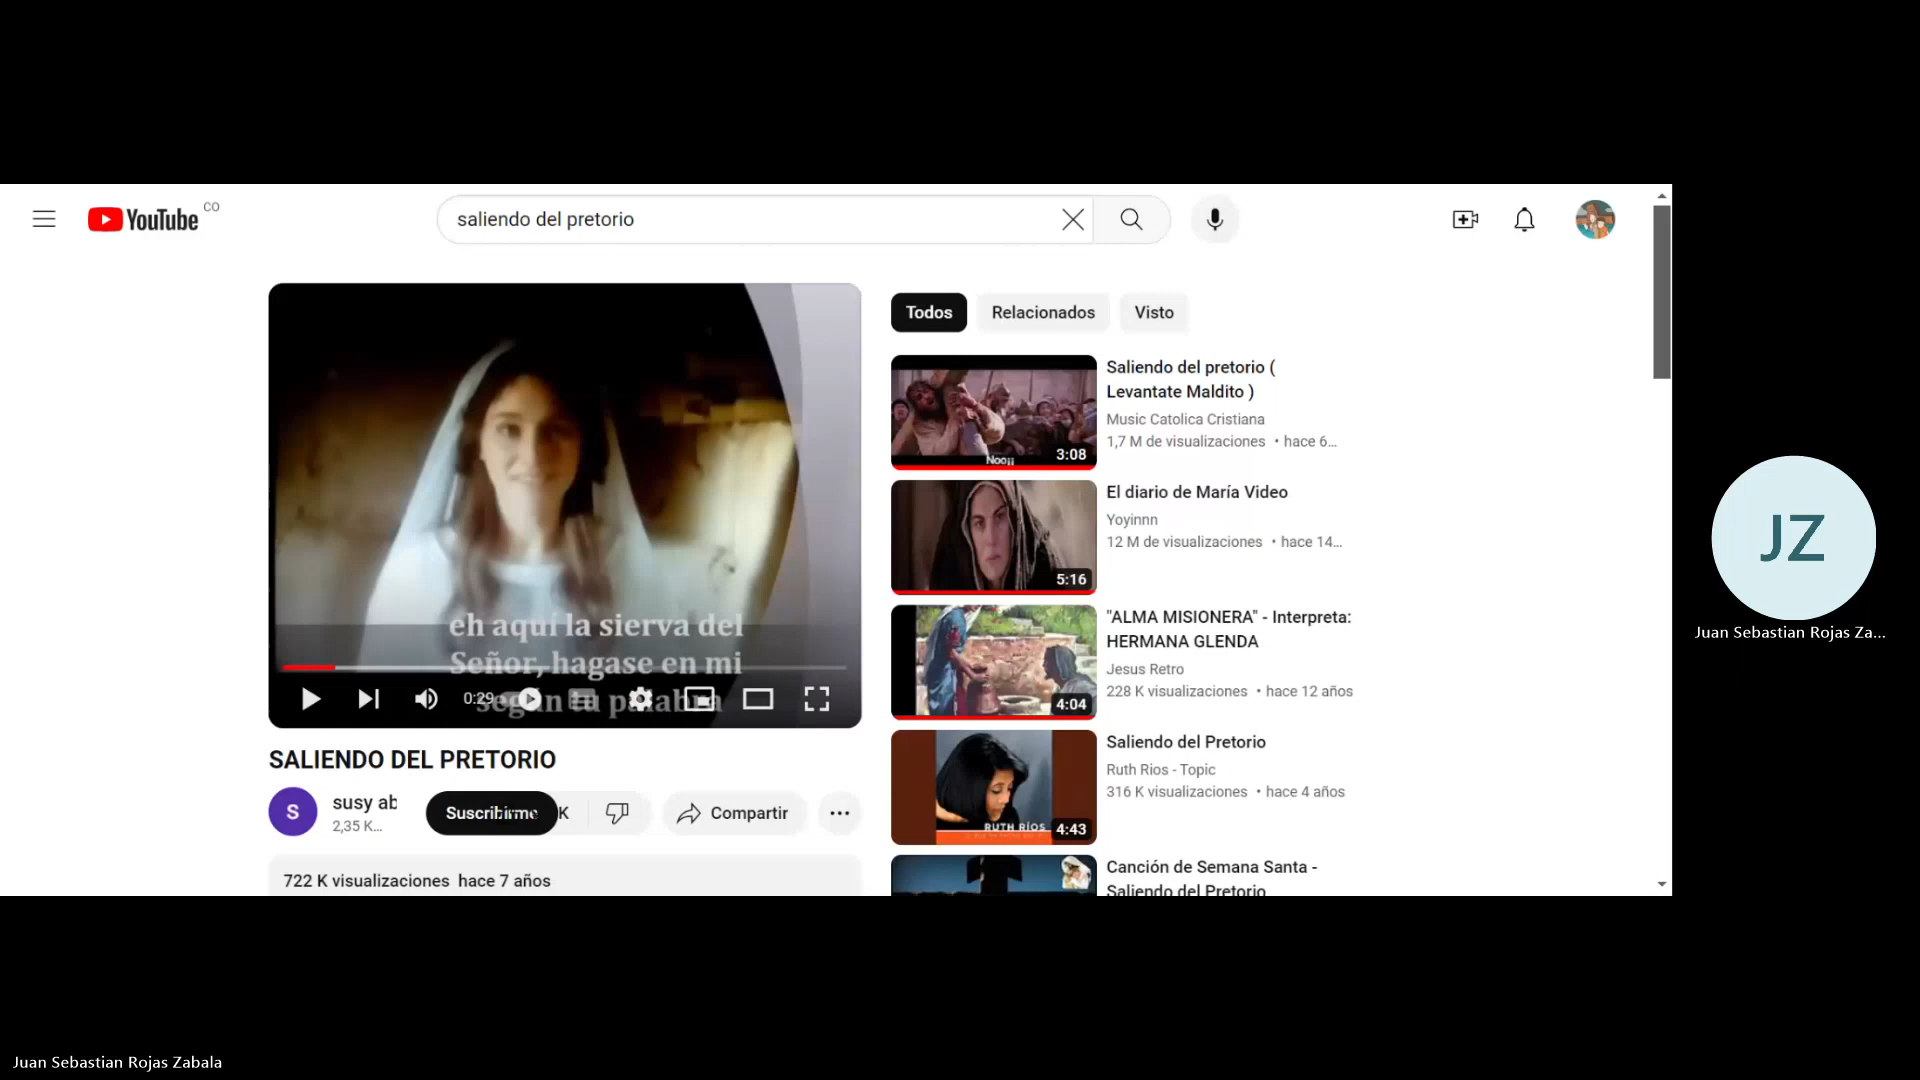 YouTube CO
saliendo del pretorio
eh aquí la sierva del
Señor, hagase en mi
según tu palabra
0:29
SALIENDO DEL PRETORIO
S
susy ab
2,35 K...
Suscribirme
K
Compartir
722 K visualizaciones hace 7 años
Todos
Relacionados
Visto
Noo¡¡
3:08
Saliendo del pretorio (
Levantate Maldito )
Music Catolica Cristiana
1,7 M de visualizaciones • hace 6...
5:16
El diario de María Video
Yoyinnn
12 M de visualizaciones • hace 14...
4:04
"ALMA MISIONERA" - Interpreta:
HERMANA GLENDA
Jesus Retro
228 K visualizaciones • hace 12 años
RUTH RÍOS
4:43
Saliendo del Pretorio
Ruth Rios - Topic
316 K visualizaciones • hace 4 años
Canción de Semana Santa -
Saliendo del Pretorio
JZ
Juan Sebastian Rojas Za...
Juan Sebastian Rojas Zabala